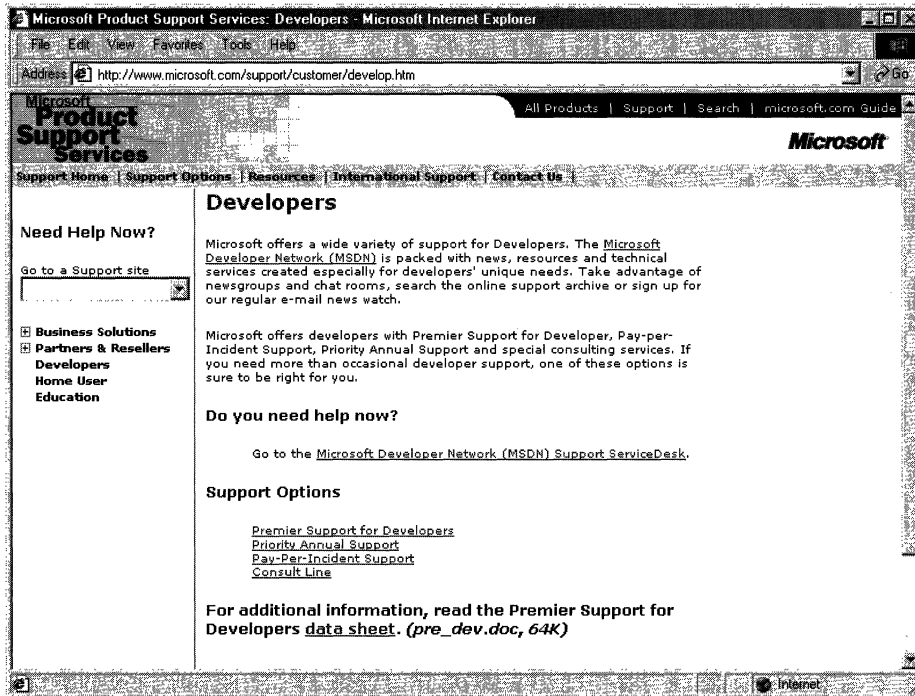 Microsoft Product Support Services: Developers - Microsoft Internet Explorer
File Edit View Favorites Tools Help
Address http://www.microsoft.com/support/customer/develop.htm Go
Microsoft
Product
Support
Services
All Products | Support | Search | microsoft.com Guide
Microsoft
Support Home | Support Options | Resources | International Support | Contact Us |
Need Help Now?
Go to a Support site
Business Solutions
Partners & Resellers
Developers
Home User
Education
Developers
Microsoft offers a wide variety of support for Developers. The Microsoft
Developer Network (MSDN) is packed with news, resources and technical
services created especially for developers' unique needs. Take advantage of
newsgroups and chat rooms, search the online support archive or sign up for
our regular e-mail news watch.
Microsoft offers developers with Premier Support for Developer, Pay-per-
Incident Support, Priority Annual Support and special consulting services. If
you need more than occasional developer support, one of these options is
sure to be right for you.
Do you need help now?
Go to the Microsoft Developer Network (MSDN) Support ServiceDesk.
Support Options
Premier Support for Developers
Priority Annual Support
Pay-Per-Incident Support
Consult Line
For additional information, read the Premier Support for
Developers data sheet. (pre_dev.doc, 64K)
Internet